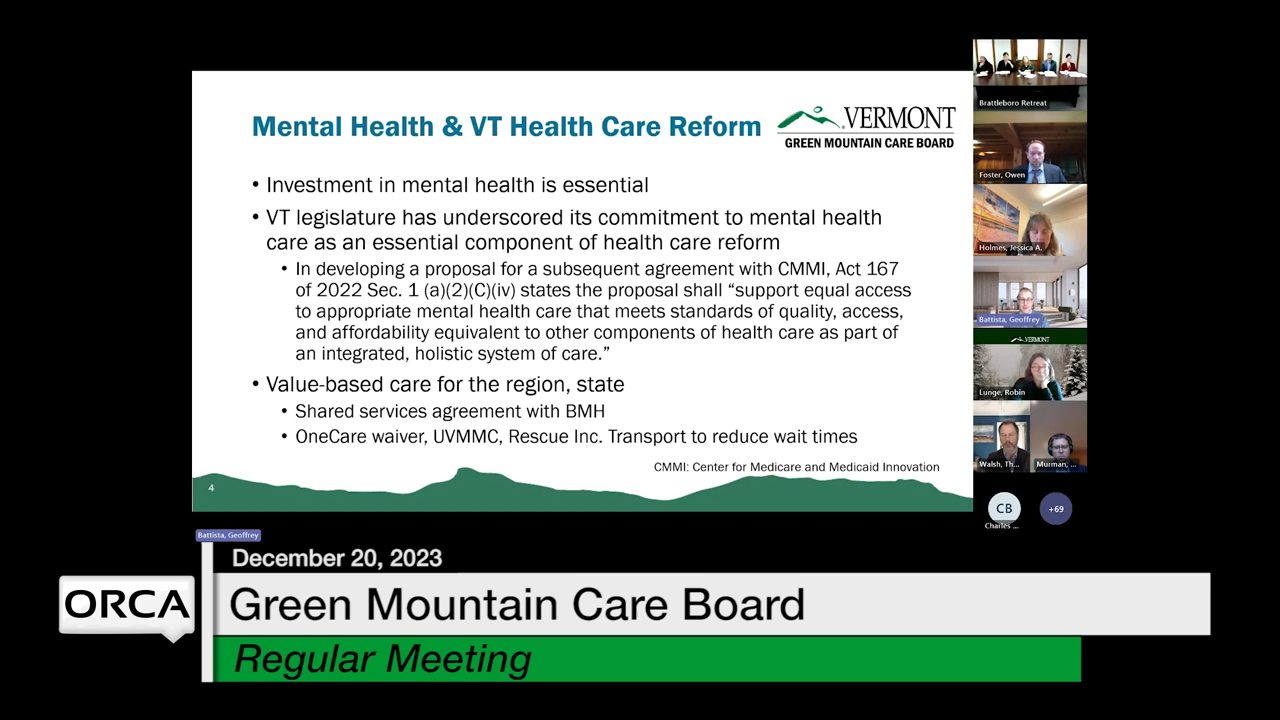 Mental Health & VT Health Care Reform
VERMONT
GREEN MOUNTAIN CARE BOARD
• Investment in mental health is essential
• VT legislature has underscored its commitment to mental health
care as an essential component of health care reform
• In developing a proposal for a subsequent agreement with CMMI, Act 167
of 2022 Sec. 1 (a)(2)(C)(iv) states the proposal shall “support equal access
to appropriate mental health care that meets standards of quality, access,
and affordability equivalent to other components of health care as part of
an integrated, holistic system of care.”
• Value-based care for the region, state
• Shared services agreement with BMH
• OneCare waiver, UVMMC, Rescue Inc. Transport to reduce wait times
CMMI: Center for Medicare and Medicaid Innovation
4
Brattleboro Retreat
Foster, Owen
Holmes, Jessica A.
Battista, Geoffrey
VERMONT
Lunge, Robin
Walsh, Th...
Murman, ...
CB
+69
Charles ...
Battista, Geoffrey
December 20, 2023
ORCA
Green Mountain Care Board
Regular Meeting